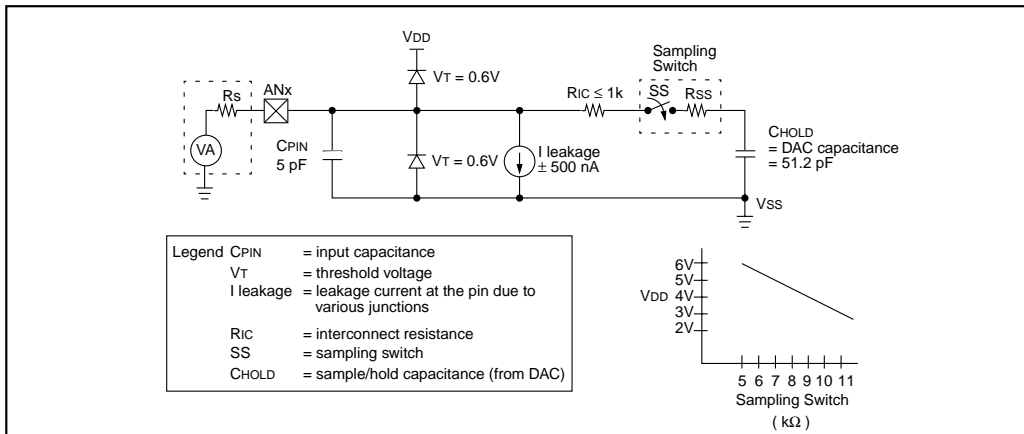 VDD
Sampling
Switch
VT = 0.6V
ANx
Rs
RIC ≤ 1k
SS
RSS
CHOLD
= DAC capacitance
= 51.2 pF
VA
CPIN
5 pF
VT = 0.6V
I leakage
± 500 nA
VSS
Legend CPIN = input capacitance
VT = threshold voltage
I leakage = leakage current at the pin due to
various junctions
RIC = interconnect resistance
SS = sampling switch
CHOLD = sample/hold capacitance (from DAC)
6V
5V
VDD 4V
3V
2V
5 6 7 8 9 10 11
Sampling Switch
( kΩ )